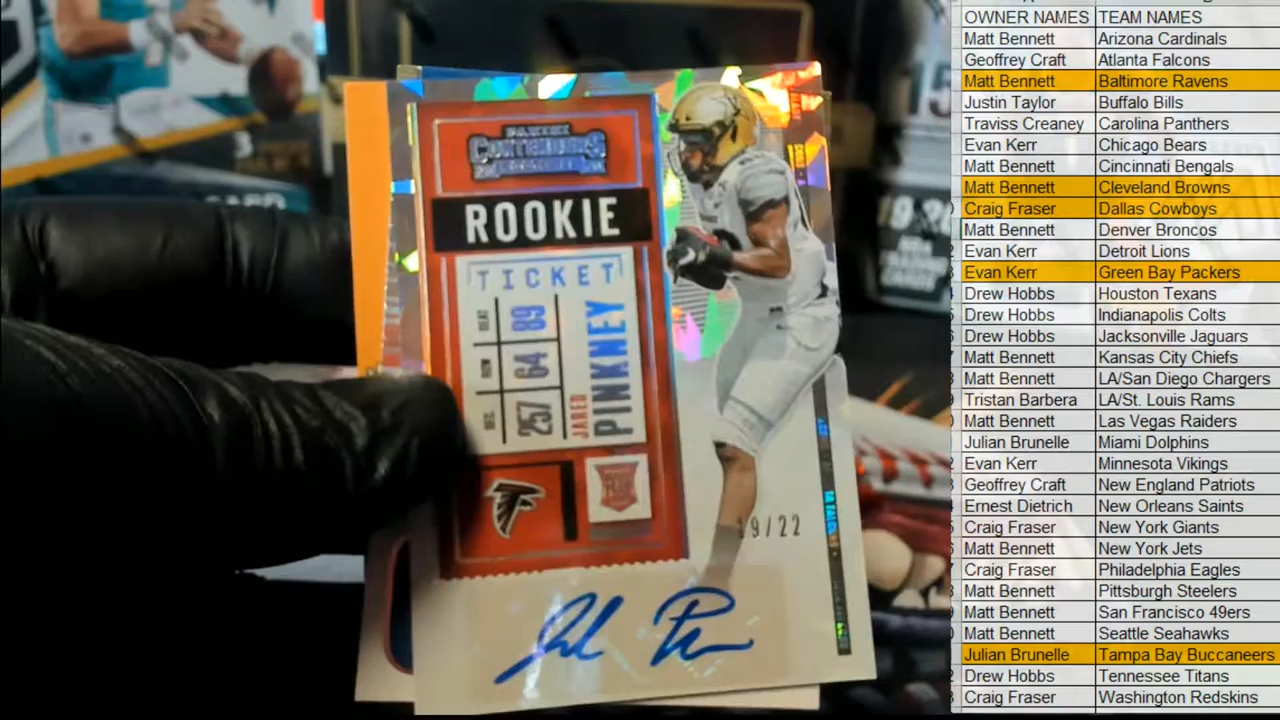 PANINI
CONTENDERS
ROOKIE
TICKET
SEAT 89
ROW 64
SEC. 257
JARED
PINKNEY
19/22
OWNER NAMES TEAM NAMES
Matt Bennett Arizona Cardinals
Geoffrey Craft Atlanta Falcons
Matt Bennett Baltimore Ravens
Justin Taylor Buffalo Bills
Traviss Creaney Carolina Panthers
Evan Kerr Chicago Bears
Matt Bennett Cincinnati Bengals
Matt Bennett Cleveland Browns
Craig Fraser Dallas Cowboys
Matt Bennett Denver Broncos
Evan Kerr Detroit Lions
Evan Kerr Green Bay Packers
Drew Hobbs Houston Texans
Drew Hobbs Indianapolis Colts
Drew Hobbs Jacksonville Jaguars
Matt Bennett Kansas City Chiefs
Matt Bennett LA/San Diego Chargers
Tristan Barbera LA/St. Louis Rams
Matt Bennett Las Vegas Raiders
Julian Brunelle Miami Dolphins
Evan Kerr Minnesota Vikings
Geoffrey Craft New England Patriots
Ernest Dietrich New Orleans Saints
Craig Fraser New York Giants
Matt Bennett New York Jets
Craig Fraser Philadelphia Eagles
Matt Bennett Pittsburgh Steelers
Matt Bennett San Francisco 49ers
Matt Bennett Seattle Seahawks
Julian Brunelle Tampa Bay Buccaneers
Drew Hobbs Tennessee Titans
Craig Fraser Washington Redskins